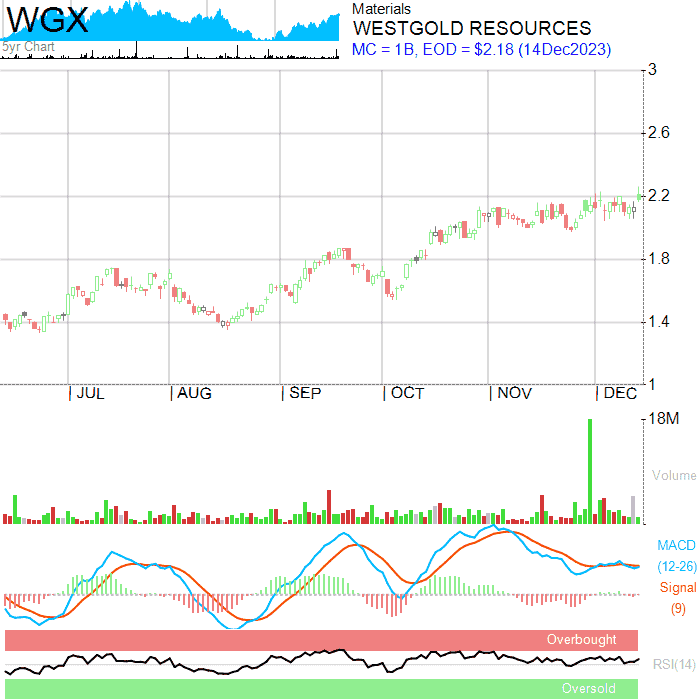 WGX
5yr Chart
Materials
WESTGOLD RESOURCES
MC = 1B, EOD = $2.18 (14Dec2023)
3
2.6
2.2
1.8
1.4
1
JUL AUG SEP OCT NOV DEC
18M
Volume
MACD
(12-26)
Signal
(9)
Overbought
RSI(14)
Oversold